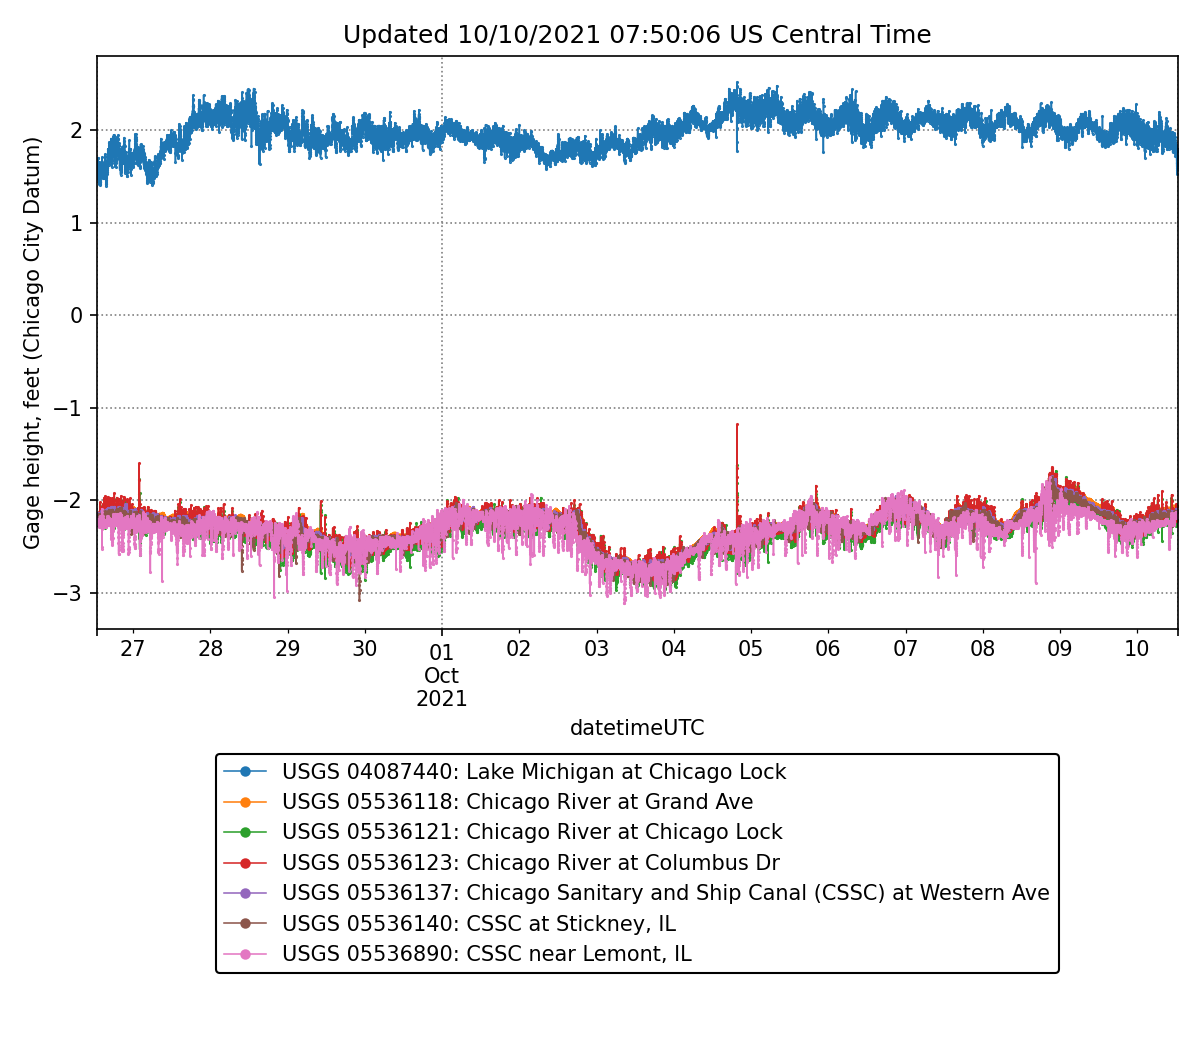 Updated 10/10/2021 07:50:06 US Central Time
Gage height, feet (Chicago City Datum)
2
1
0
−1
−2
−3
27 28 29 30 01 02 03 04 05 06 07 08 09 10
Oct
2021
datetimeUTC
USGS 04087440: Lake Michigan at Chicago Lock
USGS 05536118: Chicago River at Grand Ave
USGS 05536121: Chicago River at Chicago Lock
USGS 05536123: Chicago River at Columbus Dr
USGS 05536137: Chicago Sanitary and Ship Canal (CSSC) at Western Ave
USGS 05536140: CSSC at Stickney, IL
USGS 05536890: CSSC near Lemont, IL